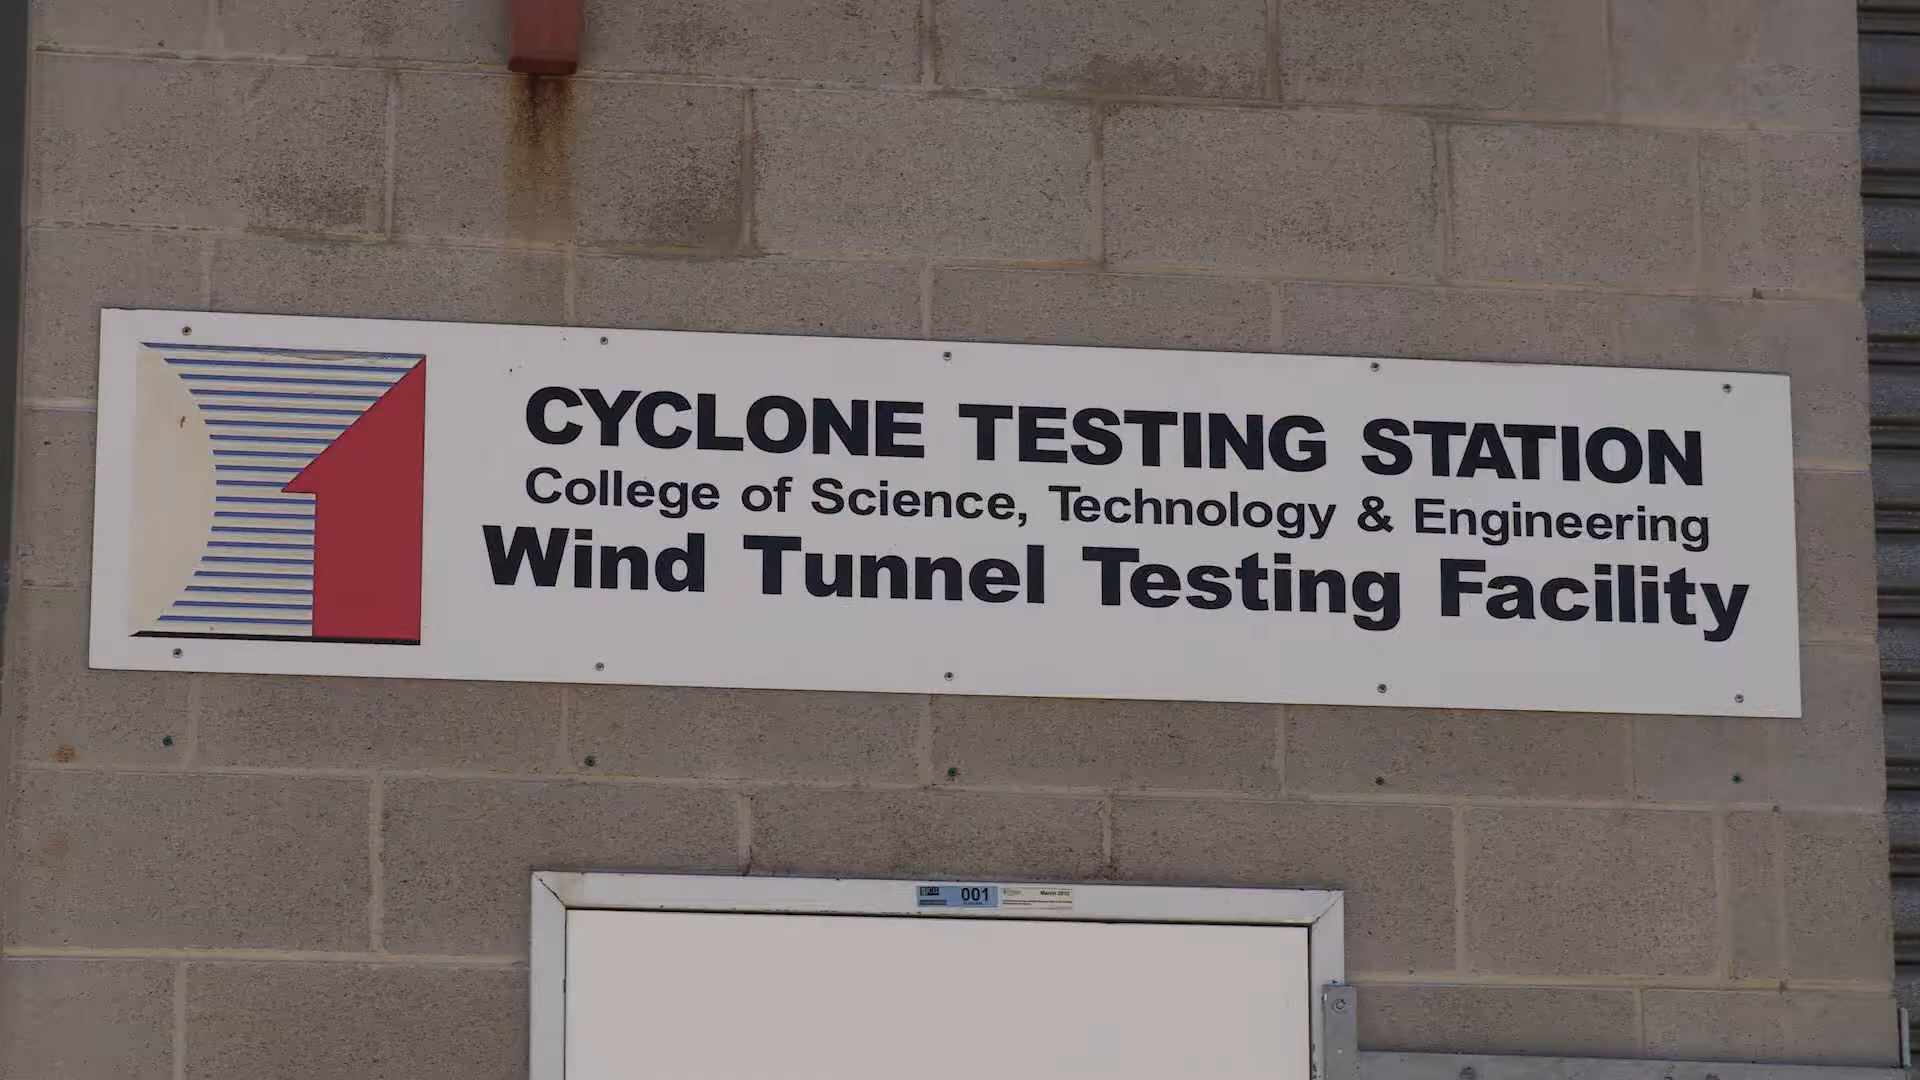 CYCLONE TESTING STATION
College of Science, Technology & Engineering
Wind Tunnel Testing Facility
001